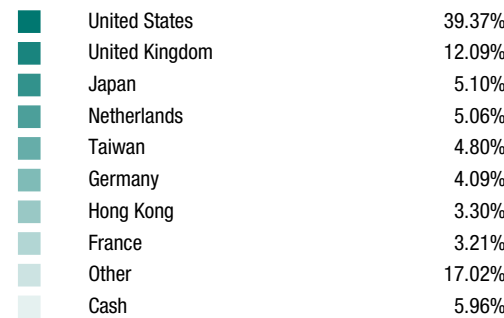 United States 39.37%
United Kingdom 12.09%
Japan 5.10%
Netherlands 5.06%
Taiwan 4.80%
Germany 4.09%
Hong Kong 3.30%
France 3.21%
Other 17.02%
Cash 5.96%